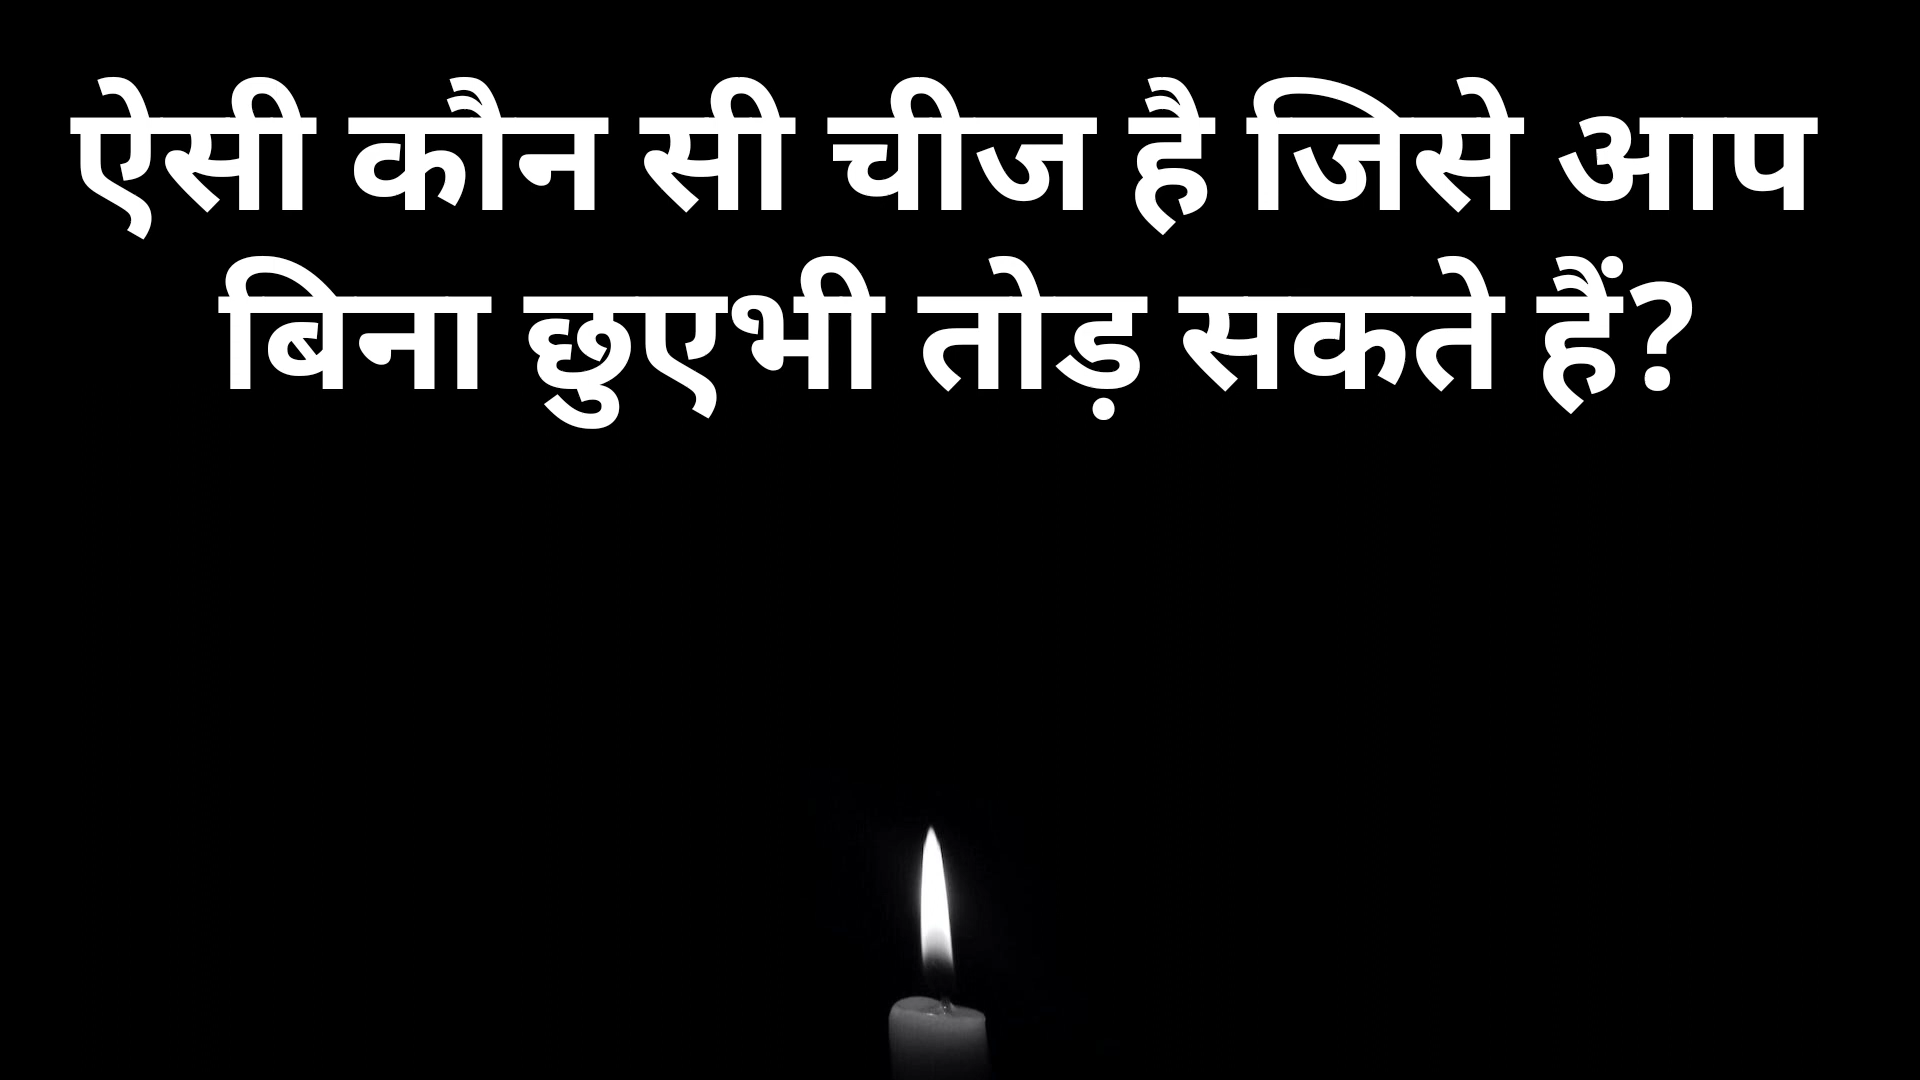 ऐसी कौन सी चीज है जिसे आप
बिना छुएभी तोड़ सकते हैं?